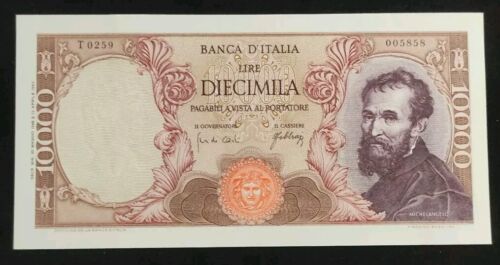 T 0259
005858
BANCA D'ITALIA
LIRE
DIECIMILA
PAGABILI A VISTA AL PORTATORE
IL GOVERNATORE
IL CASSIERE
10000
10000
MICHELANGELO